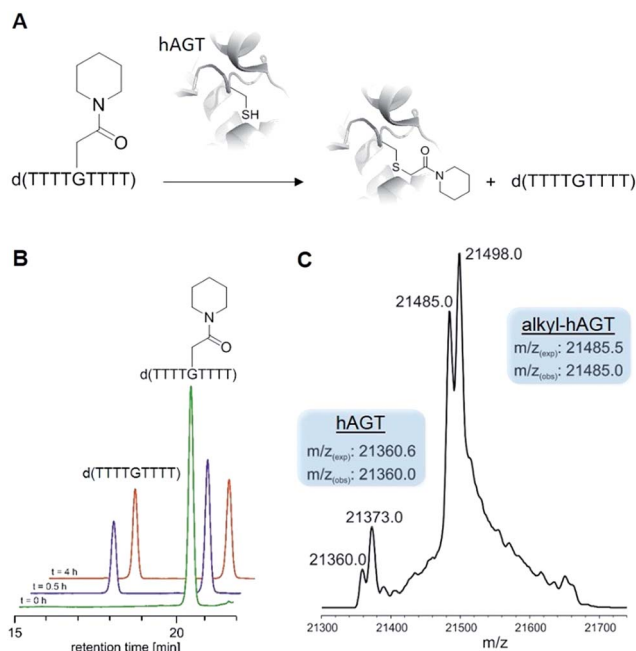 A
hAGT
N
O
SH
d(TTTTGTTTT)
S
O
N
+ d(TTTTGTTTT)
B
N
O
d(TTTTGTTTT)
d(TTTTGTTTT)
t = 4 h
t = 0.5 h
t = 0h
15
20
retention time [min]
C
21498.0
21485.0
alkyl-hAGT
m/z(exp): 21485.5
m/z(obs): 21485.0
hAGT
m/z(exp): 21360.6
m/z(obs): 21360.0
21373.0
21360.0
21300 21400 21500 21600 21700
m/z